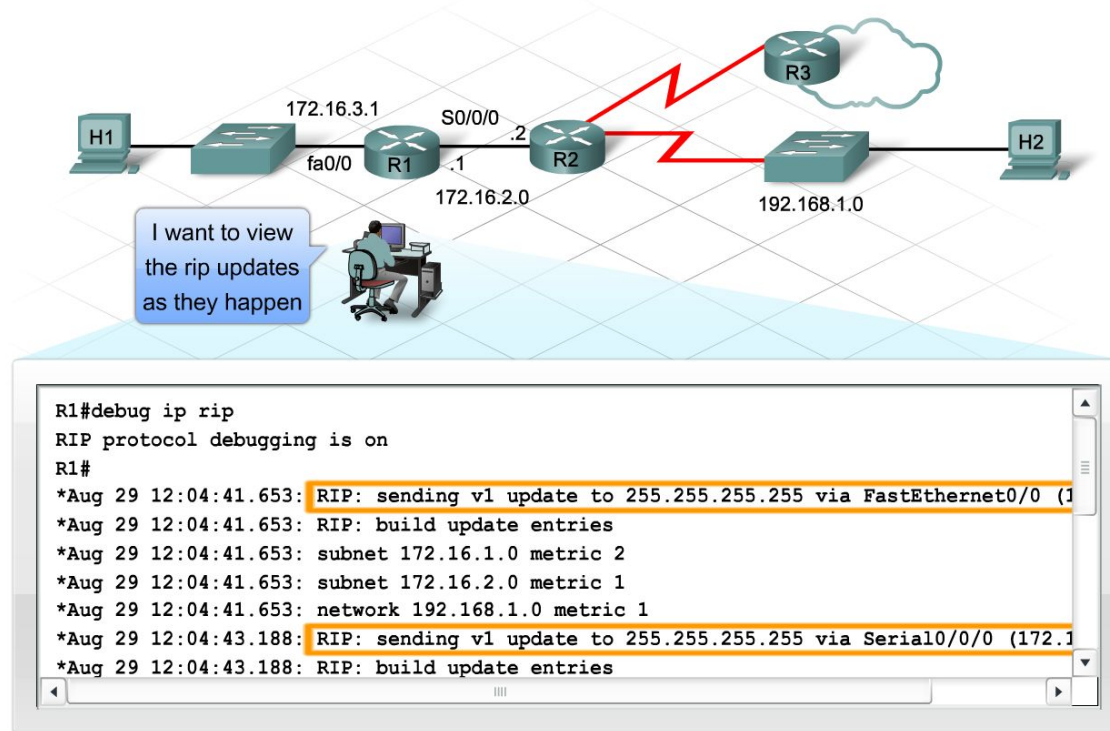 R3
172.16.3.1
S0/0/0
H1
.2
H2
fa0/0
R1
.1
R2
172.16.2.0
192.168.1.0
I want to view
the rip updates
as they happen
R1#debug ip rip
RIP protocol debugging is on
R1#
*Aug 29 12:04:41.653: RIP: sending v1 update to 255.255.255.255 via FastEthernet0/0 (1
*Aug 29 12:04:41.653: RIP: build update entries
*Aug 29 12:04:41.653: subnet 172.16.1.0 metric 2
*Aug 29 12:04:41.653: subnet 172.16.2.0 metric 1
*Aug 29 12:04:41.653: network 192.168.1.0 metric 1
*Aug 29 12:04:43.188: RIP: sending v1 update to 255.255.255.255 via Serial0/0/0 (172.1
*Aug 29 12:04:43.188: RIP: build update entries